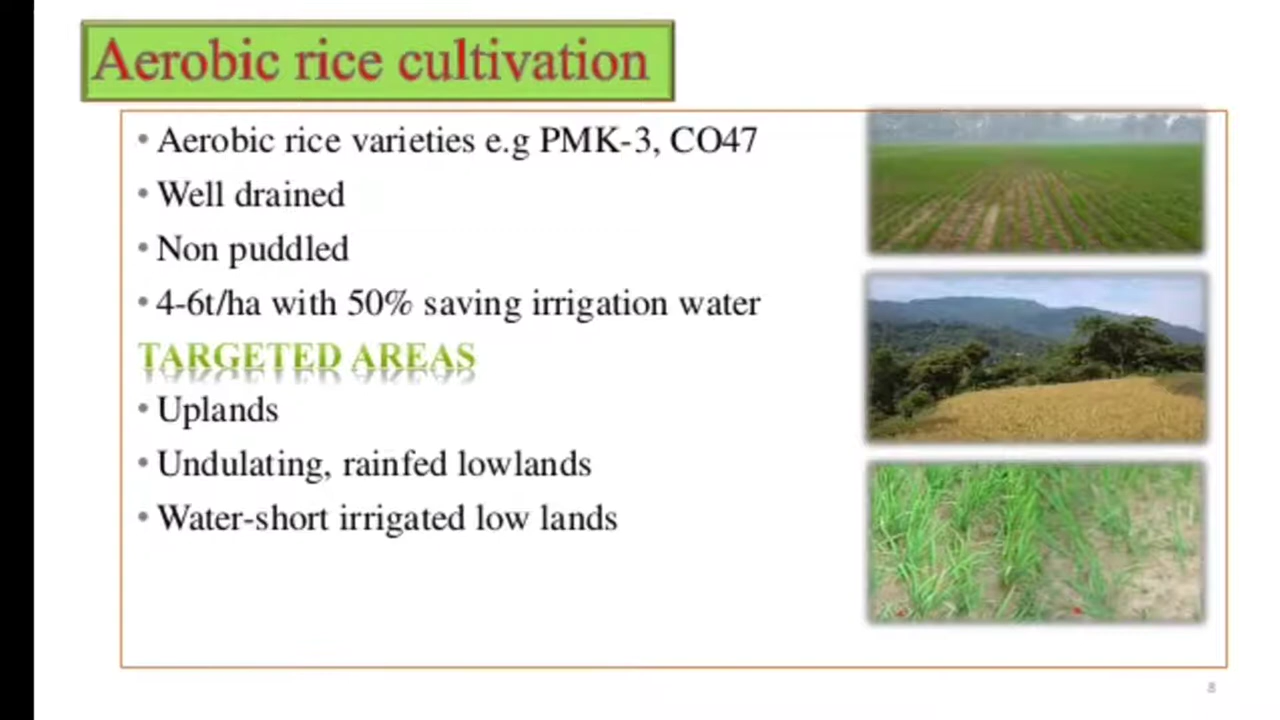 Aerobic rice cultivation
• Aerobic rice varieties e.g PMK-3, CO47
• Well drained
• Non puddled
• 4-6t/ha with 50% saving irrigation water
TARGETED AREAS
• Uplands
• Undulating, rainfed lowlands
• Water-short irrigated low lands
8